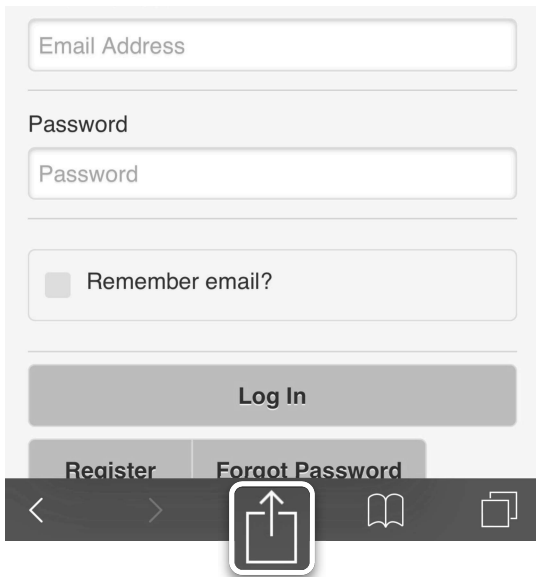 Email Address
Password
Password
Remember email?
Log In
Register Forgot Password